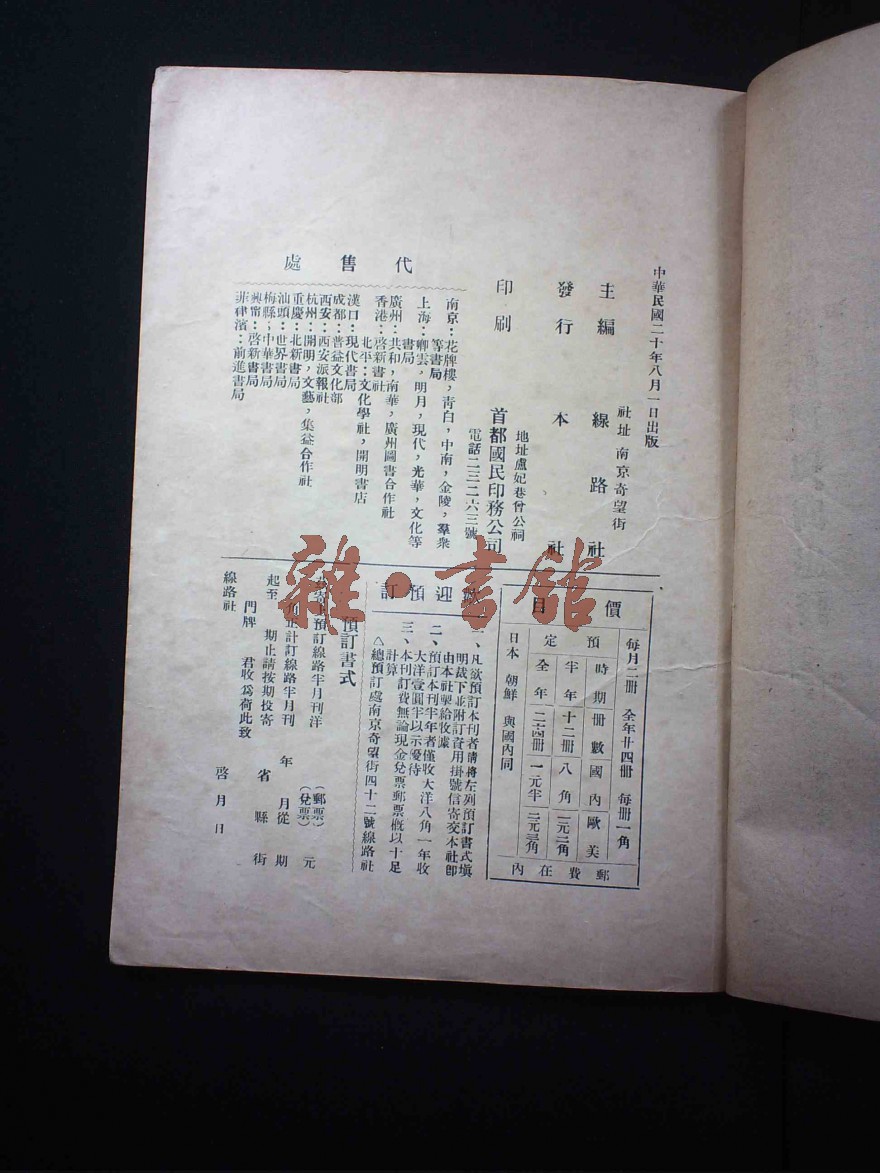 中華民國二十年八月一日出版
主編 線路社
社址 南京奇望街
發行 本社
印刷 首都國民印務公司
地址盧妃巷曾公祠
電話二三二六三號
代售處
南京：花牌樓，青白，中南，金陵，羣衆
等書局
上海：卿雲，明月，現代，光華，文化等
書局
廣州：共和，南華，廣州圖書合作社
香港：啓新書社
北平：文化學社，開明書店
漢口：現代書局
成都：普益文化部
西安：西安派報社
杭州：開明，文藝，集益合作社
重慶：北新書局
汕頭：世界書局
梅縣：中華書局
興甯：啓新書局
菲律濱：前進書局
價目
每月二冊 全年廿四冊 每冊一角
預定
時期 冊數 國內 歐美
半年 十二冊 八角 一元二角
全年 二十四冊 一元半 二元二角
郵費在內
日本 朝鮮 與國內同
歡迎預訂
一、凡欲預訂本刊者請將左列預訂書式塡
明裁下並附訂資用掛號信寄交本社卽
由本社製給收據
二、預訂本刊半年者僅收大洋八角一年收
大洋壹圓半以示優待
三、本刊訂費無論現金兌票郵票概以十足
計算
△總預訂處南京奇望街四十二號線路社
預訂書式
預訂線路半月刊洋 （郵票）（兌票） 元
角正計訂線路半月刊 年 月從 期
起至 期止請按期投寄 省 縣 街
門牌 君收爲荷此致
線路社 啓 月 日
雜·書館